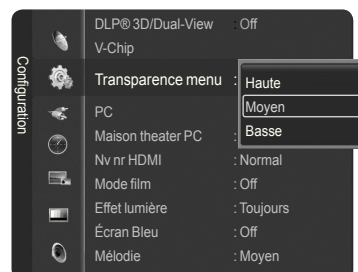 Configuration
DLP® 3D/Dual-View : Off
V-Chip
Transparence menu : Haute
Moyen
PC
Basse
Maison theater PC :
Nv nr HDMI : Normal
Mode film : Off
Effet lumière : Toujours
Écran Bleu : Off
Mélodie : Moyen